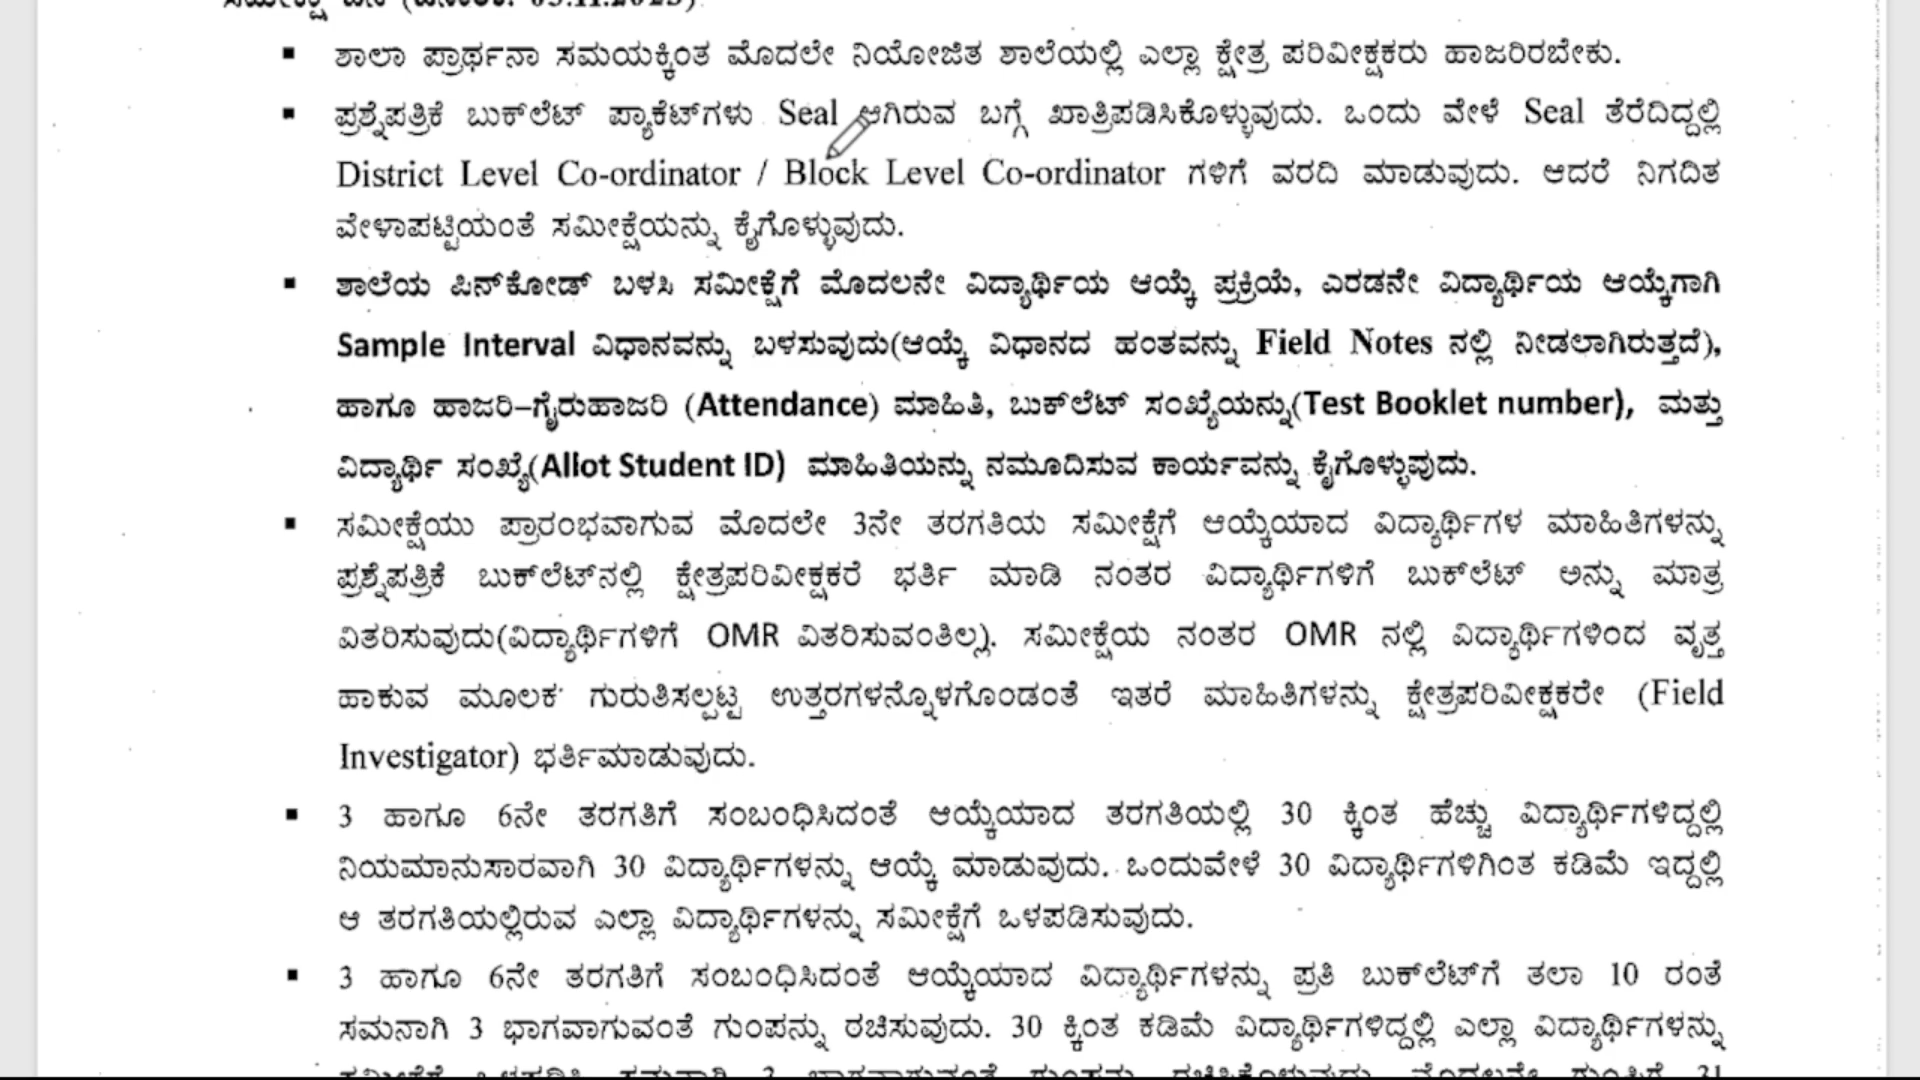 ಶಾಲಾ ಪ್ರಾರ್ಥನಾ ಸಮಯಕ್ಕಿಂತ ಮೊದಲೇ ನಿಯೋಜಿತ ಶಾಲೆಯಲ್ಲಿ ಎಲ್ಲಾ ಕ್ಷೇತ್ರ ಪರಿವೀಕ್ಷಕರು ಹಾಜರಿರಬೇಕು.
ಪ್ರಶ್ನೆಪತ್ರಿಕೆ ಬುಕ್‌ಲೆಟ್ ಪ್ಯಾಕೆಟ್‌ಗಳು Seal ಆಗಿರುವ ಬಗ್ಗೆ ಖಾತ್ರಿಪಡಿಸಿಕೊಳ್ಳುವುದು. ಒಂದು ವೇಳೆ Seal ತೆರೆದಿದ್ದಲ್ಲಿ
District Level Co-ordinator / Block Level Co-ordinator ಗಳಿಗೆ ವರದಿ ಮಾಡುವುದು. ಆದರೆ ನಿಗದಿತ
ವೇಳಾಪಟ್ಟಿಯಂತೆ ಸಮೀಕ್ಷೆಯನ್ನು ಕೈಗೊಳ್ಳುವುದು.
ಶಾಲೆಯ ಪಿನ್‌ಕೋಡ್ ಬಳಸಿ ಸಮೀಕ್ಷೆಗೆ ಮೊದಲನೇ ವಿದ್ಯಾರ್ಥಿಯ ಆಯ್ಕೆ ಪ್ರಕ್ರಿಯೆ, ಎರಡನೇ ವಿದ್ಯಾರ್ಥಿಯ ಆಯ್ಕೆಗಾಗಿ
Sample Interval ವಿಧಾನವನ್ನು ಬಳಸುವುದು(ಆಯ್ಕೆ ವಿಧಾನದ ಹಂತವನ್ನು Field Notes ನಲ್ಲಿ ನೀಡಲಾಗಿರುತ್ತದೆ),
ಹಾಗೂ ಹಾಜರಿ–ಗೈರುಹಾಜರಿ (Attendance) ಮಾಹಿತಿ, ಬುಕ್‌ಲೆಟ್ ಸಂಖ್ಯೆಯನ್ನು(Test Booklet number), ಮತ್ತು
ವಿದ್ಯಾರ್ಥಿ ಸಂಖ್ಯೆ(Allot Student ID) ಮಾಹಿತಿಯನ್ನು ನಮೂದಿಸುವ ಕಾರ್ಯವನ್ನು ಕೈಗೊಳ್ಳುವುದು.
ಸಮೀಕ್ಷೆಯು ಪ್ರಾರಂಭವಾಗುವ ಮೊದಲೇ 3ನೇ ತರಗತಿಯ ಸಮೀಕ್ಷೆಗೆ ಆಯ್ಕೆಯಾದ ವಿದ್ಯಾರ್ಥಿಗಳ ಮಾಹಿತಿಗಳನ್ನು
ಪ್ರಶ್ನೆಪತ್ರಿಕೆ ಬುಕ್‌ಲೆಟ್‌ನಲ್ಲಿ ಕ್ಷೇತ್ರಪರಿವೀಕ್ಷಕರೆ ಭರ್ತಿ ಮಾಡಿ ನಂತರ ವಿದ್ಯಾರ್ಥಿಗಳಿಗೆ ಬುಕ್‌ಲೆಟ್ ಅನ್ನು ಮಾತ್ರ
ವಿತರಿಸುವುದು(ವಿದ್ಯಾರ್ಥಿಗಳಿಗೆ OMR ವಿತರಿಸುವಂತಿಲ್ಲ). ಸಮೀಕ್ಷೆಯ ನಂತರ OMR ನಲ್ಲಿ ವಿದ್ಯಾರ್ಥಿಗಳಿಂದ ವೃತ್ತ
ಹಾಕುವ ಮೂಲಕ ಗುರುತಿಸಲ್ಪಟ್ಟ ಉತ್ತರಗಳನ್ನೊಳಗೊಂಡಂತೆ ಇತರೆ ಮಾಹಿತಿಗಳನ್ನು ಕ್ಷೇತ್ರಪರಿವೀಕ್ಷಕರೇ (Field
Investigator) ಭರ್ತಿಮಾಡುವುದು.
3 ಹಾಗೂ 6ನೇ ತರಗತಿಗೆ ಸಂಬಂಧಿಸಿದಂತೆ ಆಯ್ಕೆಯಾದ ತರಗತಿಯಲ್ಲಿ 30 ಕ್ಕಿಂತ ಹೆಚ್ಚು ವಿದ್ಯಾರ್ಥಿಗಳಿದ್ದಲ್ಲಿ
ನಿಯಮಾನುಸಾರವಾಗಿ 30 ವಿದ್ಯಾರ್ಥಿಗಳನ್ನು ಆಯ್ಕೆ ಮಾಡುವುದು. ಒಂದುವೇಳೆ 30 ವಿದ್ಯಾರ್ಥಿಗಳಿಗಿಂತ ಕಡಿಮೆ ಇದ್ದಲ್ಲಿ
ಆ ತರಗತಿಯಲ್ಲಿರುವ ಎಲ್ಲಾ ವಿದ್ಯಾರ್ಥಿಗಳನ್ನು ಸಮೀಕ್ಷೆಗೆ ಒಳಪಡಿಸುವುದು.
3 ಹಾಗೂ 6ನೇ ತರಗತಿಗೆ ಸಂಬಂಧಿಸಿದಂತೆ ಆಯ್ಕೆಯಾದ ವಿದ್ಯಾರ್ಥಿಗಳನ್ನು ಪ್ರತಿ ಬುಕ್‌ಲೆಟ್‌ಗೆ ತಲಾ 10 ರಂತೆ
ಸಮನಾಗಿ 3 ಭಾಗವಾಗುವಂತೆ ಗುಂಪನ್ನು ರಚಿಸುವುದು. 30 ಕ್ಕಿಂತ ಕಡಿಮೆ ವಿದ್ಯಾರ್ಥಿಗಳಿದ್ದಲ್ಲಿ ಎಲ್ಲಾ ವಿದ್ಯಾರ್ಥಿಗಳನ್ನು